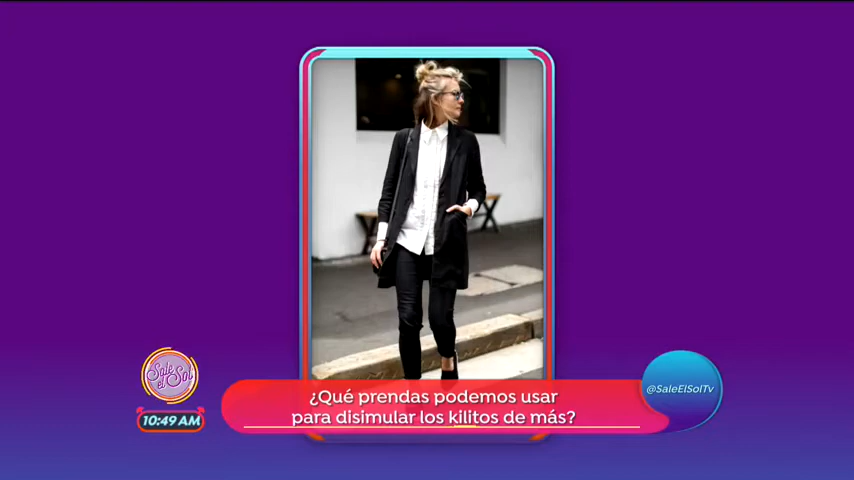 Sale
el
Sol
10:49 AM
¿Qué prendas podemos usar
para disimular los kilitos de más?
@SaleElSolTv